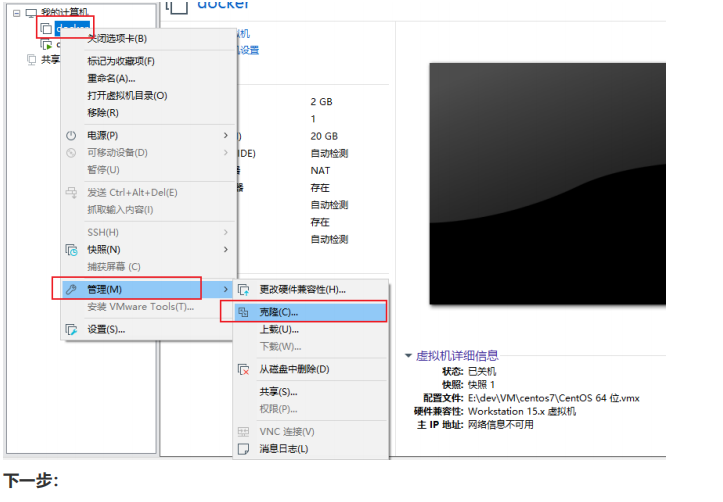 我的计算机
docker
docker
关闭选项卡(B)
标记为收藏项(F)
重命名(A)...
打开虚拟机目录(O)
移除(R)
电源(P)
可移动设备(D)
暂停(U)
发送 Ctrl+Alt+Del(E)
抓取输入内容(I)
SSH(H)
快照(N)
捕获屏幕 (C)
管理(M)
安装 VMware Tools(T)...
设置(S)...
共享
拟机
设置
2 GB
1
20 GB
IDE)
自动检测
NAT
存在
自动检测
存在
自动检测
更改硬件兼容性(H)...
克隆(C)...
上载(U)...
下载(W)...
从磁盘中删除(D)
共享(S)...
权限(P)...
VNC 连接(V)
消息日志(L)
虚拟机详细信息
状态: 已关机
快照: 快照 1
配置文件: E:\dev\VM\centos7\CentOS 64 位.vmx
硬件兼容性: Workstation 15.x 虚拟机
主 IP 地址: 网络信息不可用
下一步：